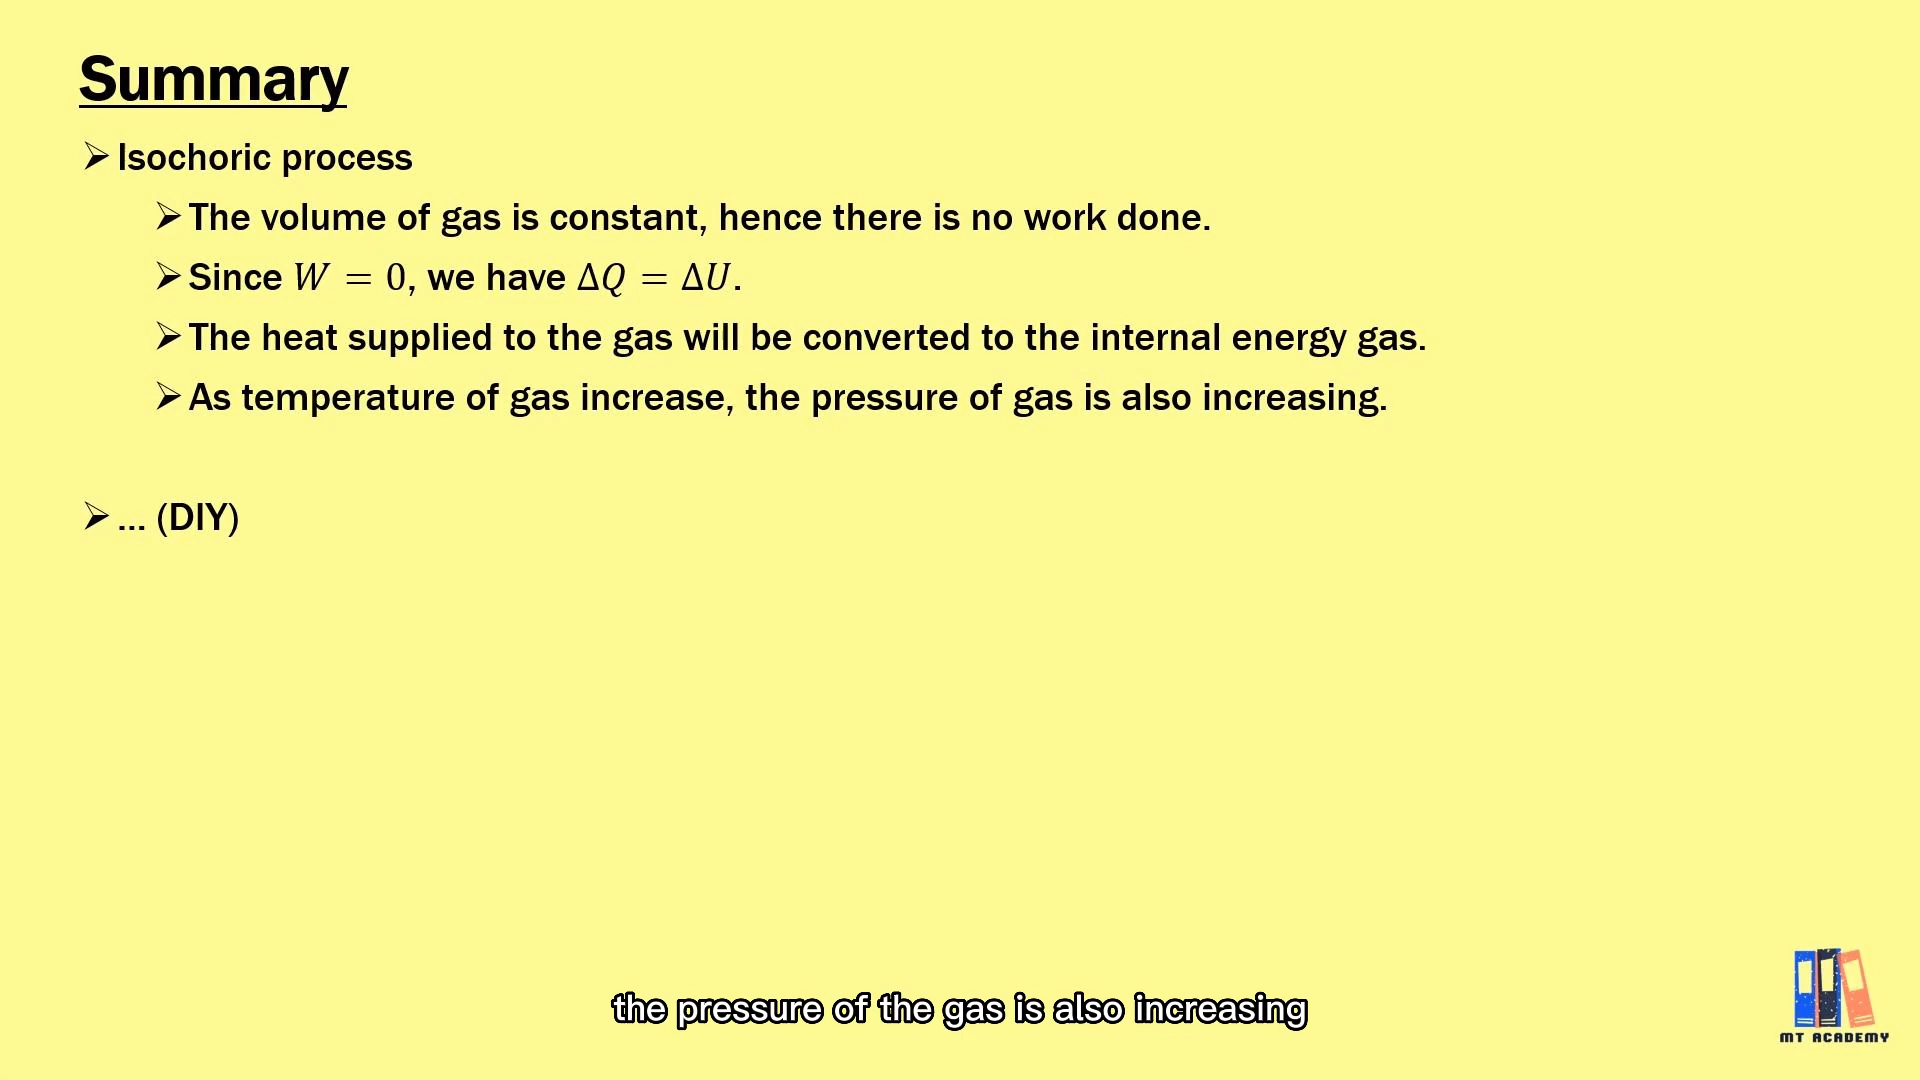 Summary
➢ Isochoric process
➢ The volume of gas is constant, hence there is no work done.
➢ Since W = 0, we have ΔQ = ΔU.
➢ The heat supplied to the gas will be converted to the internal energy gas.
➢ As temperature of gas increase, the pressure of gas is also increasing.
➢ ... (DIY)
the pressure of the gas is also increasing
MT ACADEMY